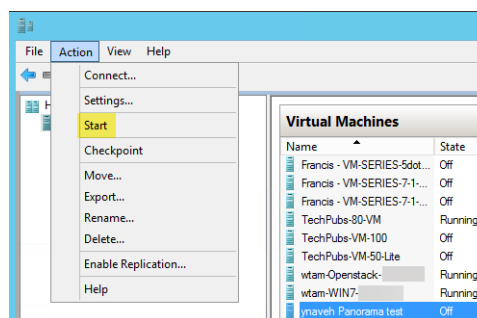 File Action View Help
Connect...
Settings...
Start
Checkpoint
Move...
Export...
Rename...
Delete...
Enable Replication...
Help
H
Virtual Machines
Name State
Francis - VM-SERIES-5dot... Off
Francis - VM-SERIES-7-1-... Off
Francis - VM-SERIES-7-1-... Off
TechPubs-80-VM Running
TechPubs-VM-100 Off
TechPubs-VM-50-Lite Off
wtam-Openstack- Running
wtam-WIN7- Running
ynaveh Panorama test Off